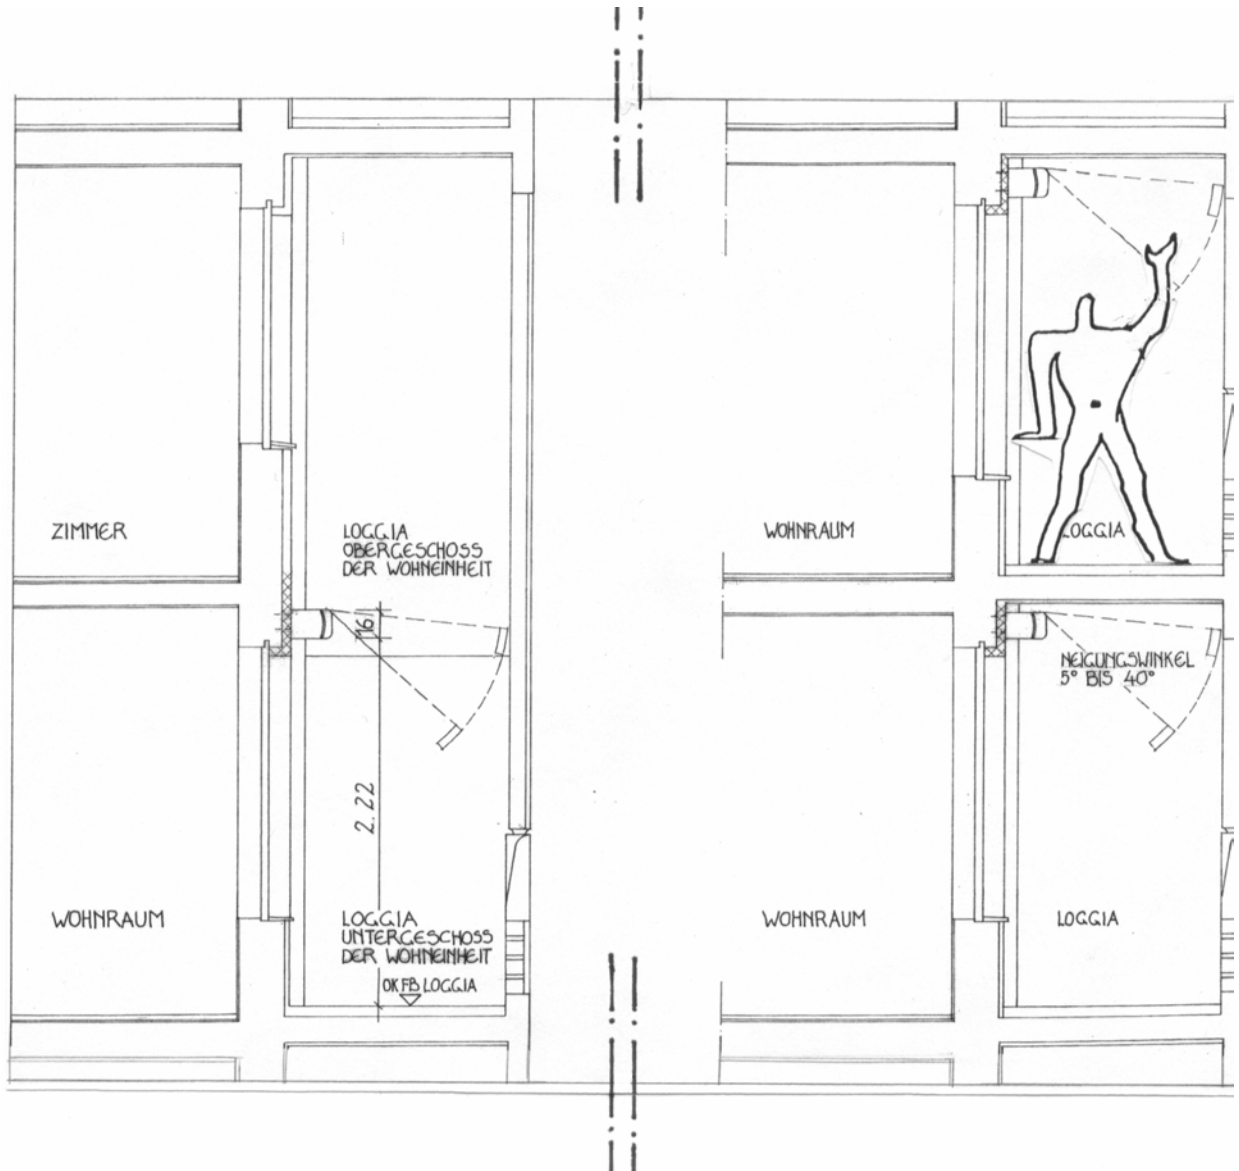 ZIMMER
LOGGIA
OBERGESCHOSS
DER WOHNEINHEIT
WOHNRAUM
LOGGIA
16
NEIGUNGSWINKEL
5° BIS 40°
2.22
WOHNRAUM
LOGGIA
UNTERGESCHOSS
DER WOHNEINHEIT
OK FB LOGGIA
WOHNRAUM
LOGGIA